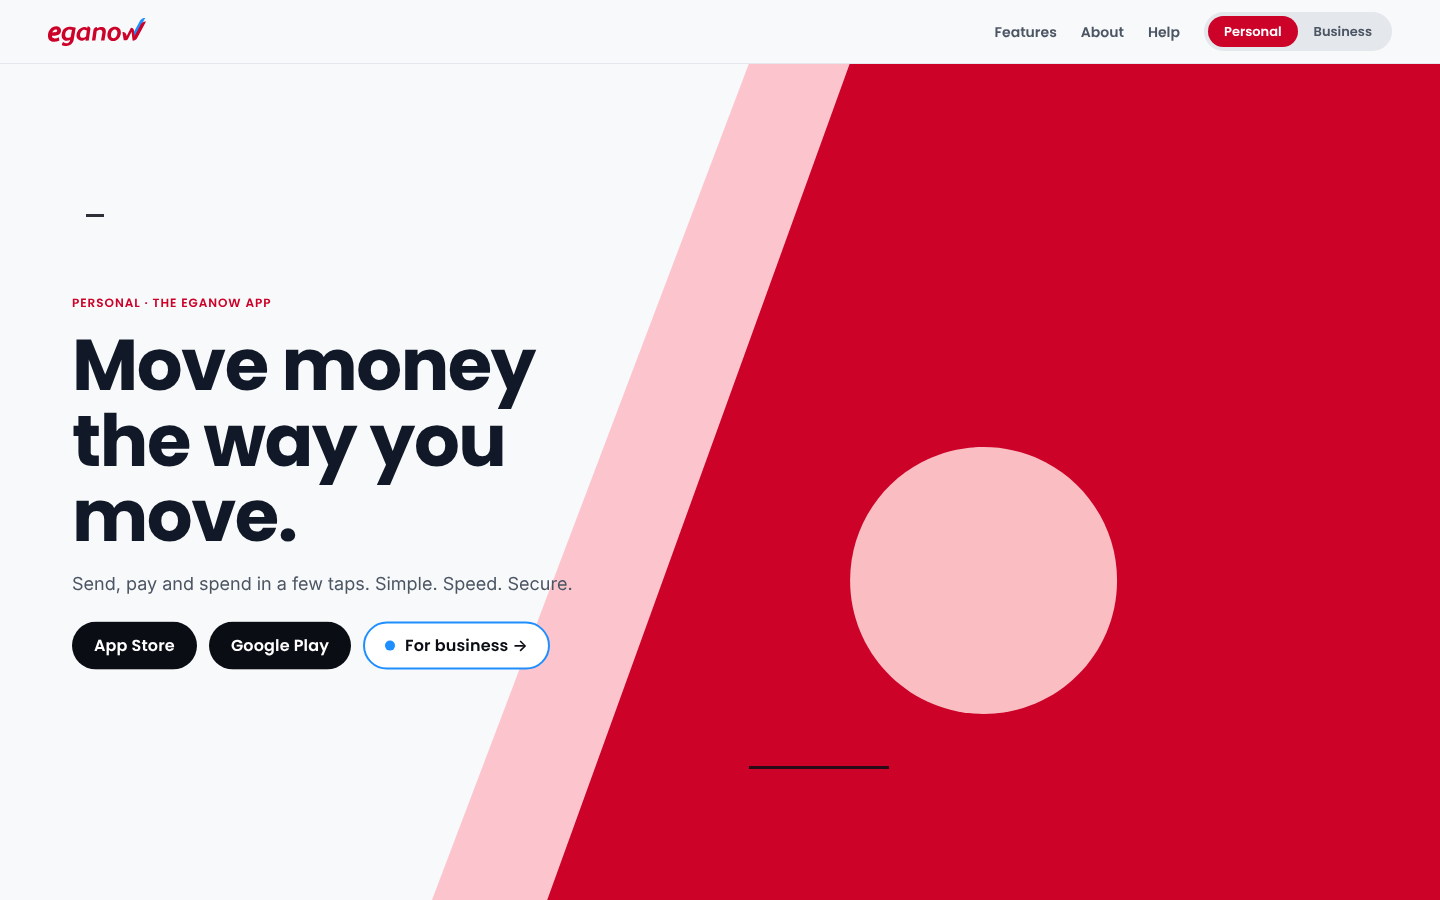 eganow
Features
About
Help
Personal
Business
PERSONAL · THE EGANOW APP
Move money
the way you
move.
Send, pay and spend in a few taps. Simple. Speed. Secure.
App Store
Google Play
For business →